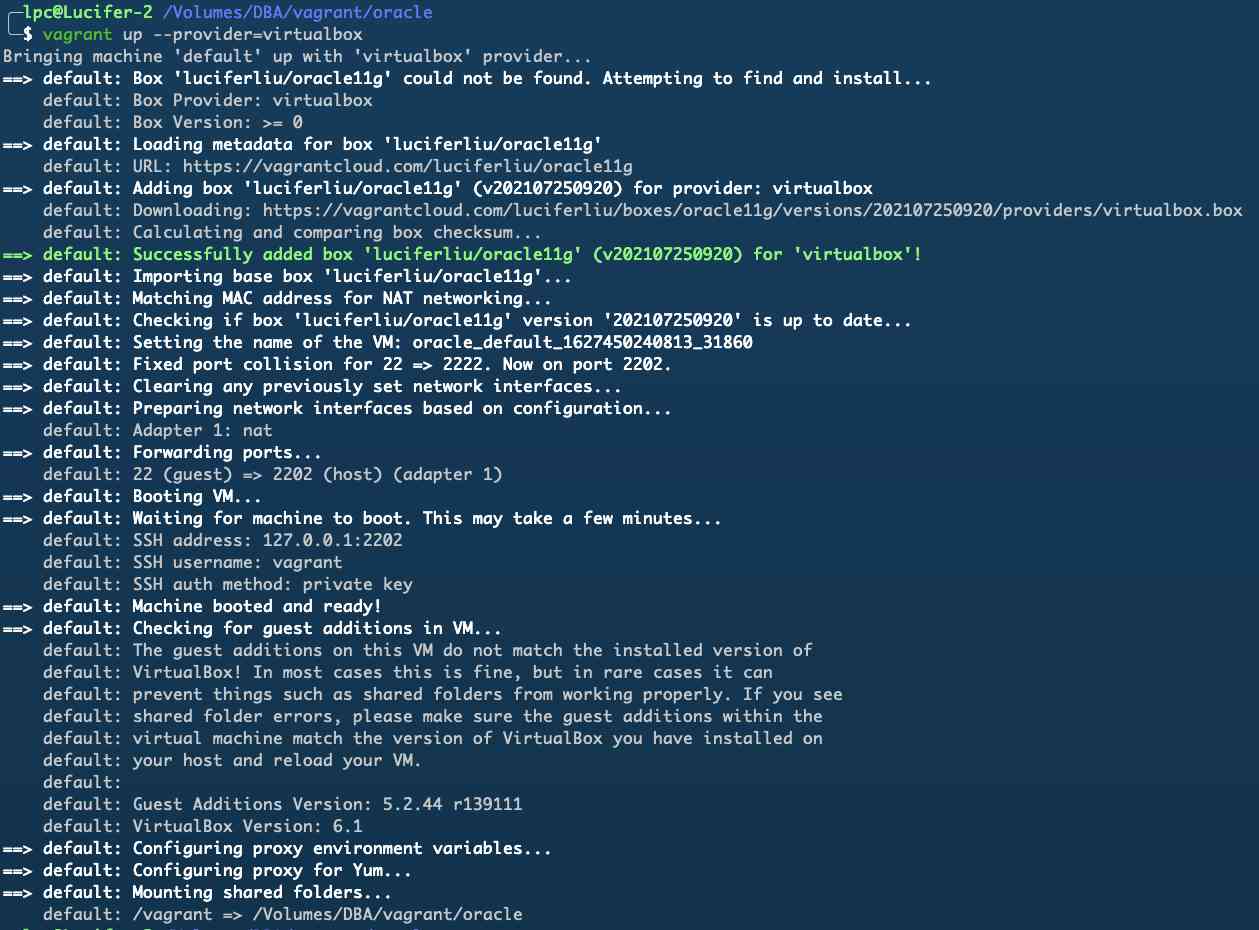 lpc@Lucifer-2 /Volumes/DBA/vagrant/oracle
$ vagrant up --provider=virtualbox
Bringing machine 'default' up with 'virtualbox' provider...
==> default: Box 'luciferliu/oracle11g' could not be found. Attempting to find and install...
    default: Box Provider: virtualbox
    default: Box Version: >= 0
==> default: Loading metadata for box 'luciferliu/oracle11g'
    default: URL: https://vagrantcloud.com/luciferliu/oracle11g
==> default: Adding box 'luciferliu/oracle11g' (v202107250920) for provider: virtualbox
    default: Downloading: https://vagrantcloud.com/luciferliu/boxes/oracle11g/versions/202107250920/providers/virtualbox.box
    default: Calculating and comparing box checksum...
==> default: Successfully added box 'luciferliu/oracle11g' (v202107250920) for 'virtualbox'!
==> default: Importing base box 'luciferliu/oracle11g'...
==> default: Matching MAC address for NAT networking...
==> default: Checking if box 'luciferliu/oracle11g' version '202107250920' is up to date...
==> default: Setting the name of the VM: oracle_default_1627450240813_31860
==> default: Fixed port collision for 22 => 2222. Now on port 2202.
==> default: Clearing any previously set network interfaces...
==> default: Preparing network interfaces based on configuration...
    default: Adapter 1: nat
==> default: Forwarding ports...
    default: 22 (guest) => 2202 (host) (adapter 1)
==> default: Booting VM...
==> default: Waiting for machine to boot. This may take a few minutes...
    default: SSH address: 127.0.0.1:2202
    default: SSH username: vagrant
    default: SSH auth method: private key
==> default: Machine booted and ready!
==> default: Checking for guest additions in VM...
    default: The guest additions on this VM do not match the installed version of
    default: VirtualBox! In most cases this is fine, but in rare cases it can
    default: prevent things such as shared folders from working properly. If you see
    default: shared folder errors, please make sure the guest additions within the
    default: virtual machine match the version of VirtualBox you have installed on
    default: your host and reload your VM.
    default:
    default: Guest Additions Version: 5.2.44 r139111
    default: VirtualBox Version: 6.1
==> default: Configuring proxy environment variables...
==> default: Configuring proxy for Yum...
==> default: Mounting shared folders...
    default: /vagrant => /Volumes/DBA/vagrant/oracle